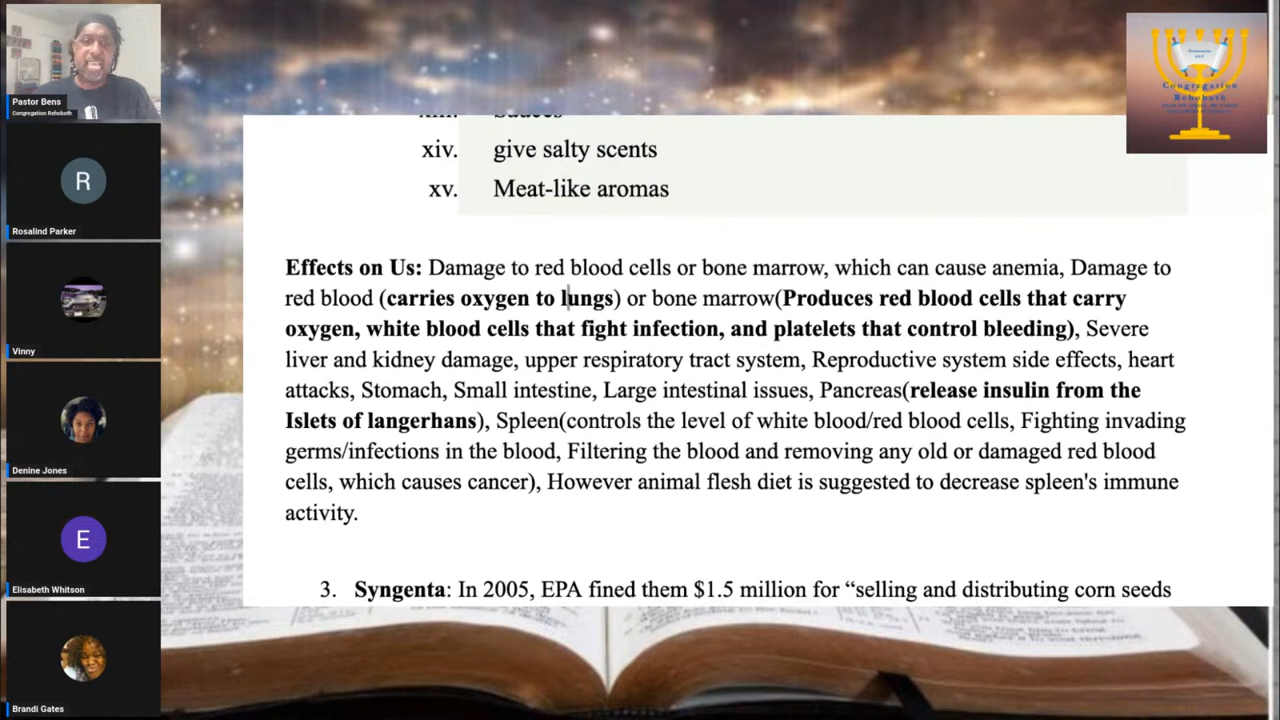 Pastor Bens
Congregation Rehoboth
R
Rosalind Parker
Vinny
Denine Jones
E
Elisabeth Whitson
Brandi Gates
Congregation
Rehoboth
xiii. Sauces
xiv. give salty scents
xv. Meat-like aromas
Effects on Us: Damage to red blood cells or bone marrow, which can cause anemia, Damage to
red blood (carries oxygen to lungs) or bone marrow(Produces red blood cells that carry
oxygen, white blood cells that fight infection, and platelets that control bleeding), Severe
liver and kidney damage, upper respiratory tract system, Reproductive system side effects, heart
attacks, Stomach, Small intestine, Large intestinal issues, Pancreas(release insulin from the
Islets of langerhans), Spleen(controls the level of white blood/red blood cells, Fighting invading
germs/infections in the blood, Filtering the blood and removing any old or damaged red blood
cells, which causes cancer), However animal flesh diet is suggested to decrease spleen's immune
activity.
3. Syngenta: In 2005, EPA fined them $1.5 million for “selling and distributing corn seeds